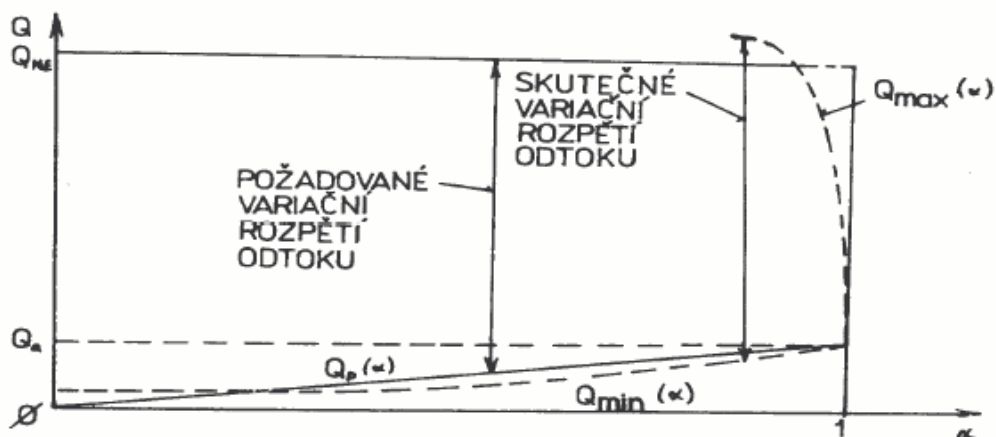 Q
Q_NE
SKUTEČNÉ
VARIAČNÍ
ROZPĚTÍ
ODTOKU
Q_max (α)
POŽADOVANÉ
VARIAČNÍ
ROZPĚTÍ
ODTOKU
Q_a
Q_p (α)
Q_min (α)
Ø
1
α